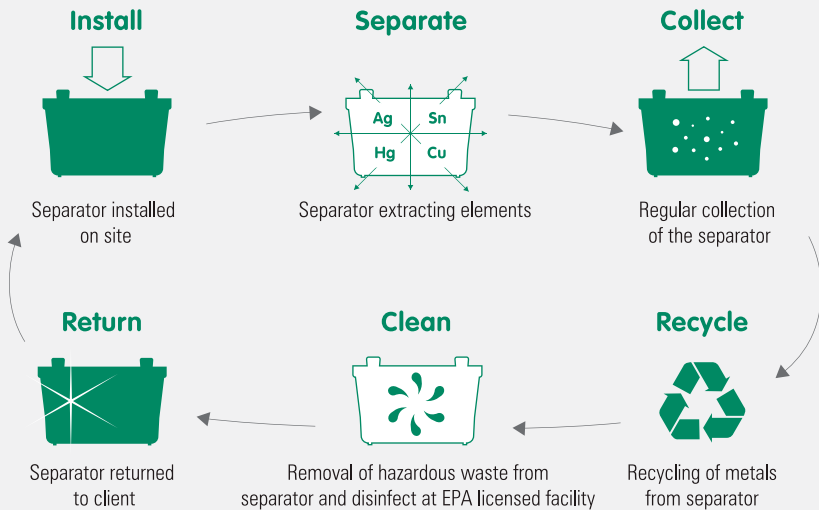 Install
Separate
Collect
Ag
Sn
Hg
Cu
Separator installed
on site
Separator extracting elements
Regular collection
of the separator
Return
Clean
Recycle
Separator returned
to client
Removal of hazardous waste from
separator and disinfect at EPA licensed facility
Recycling of metals
from separator